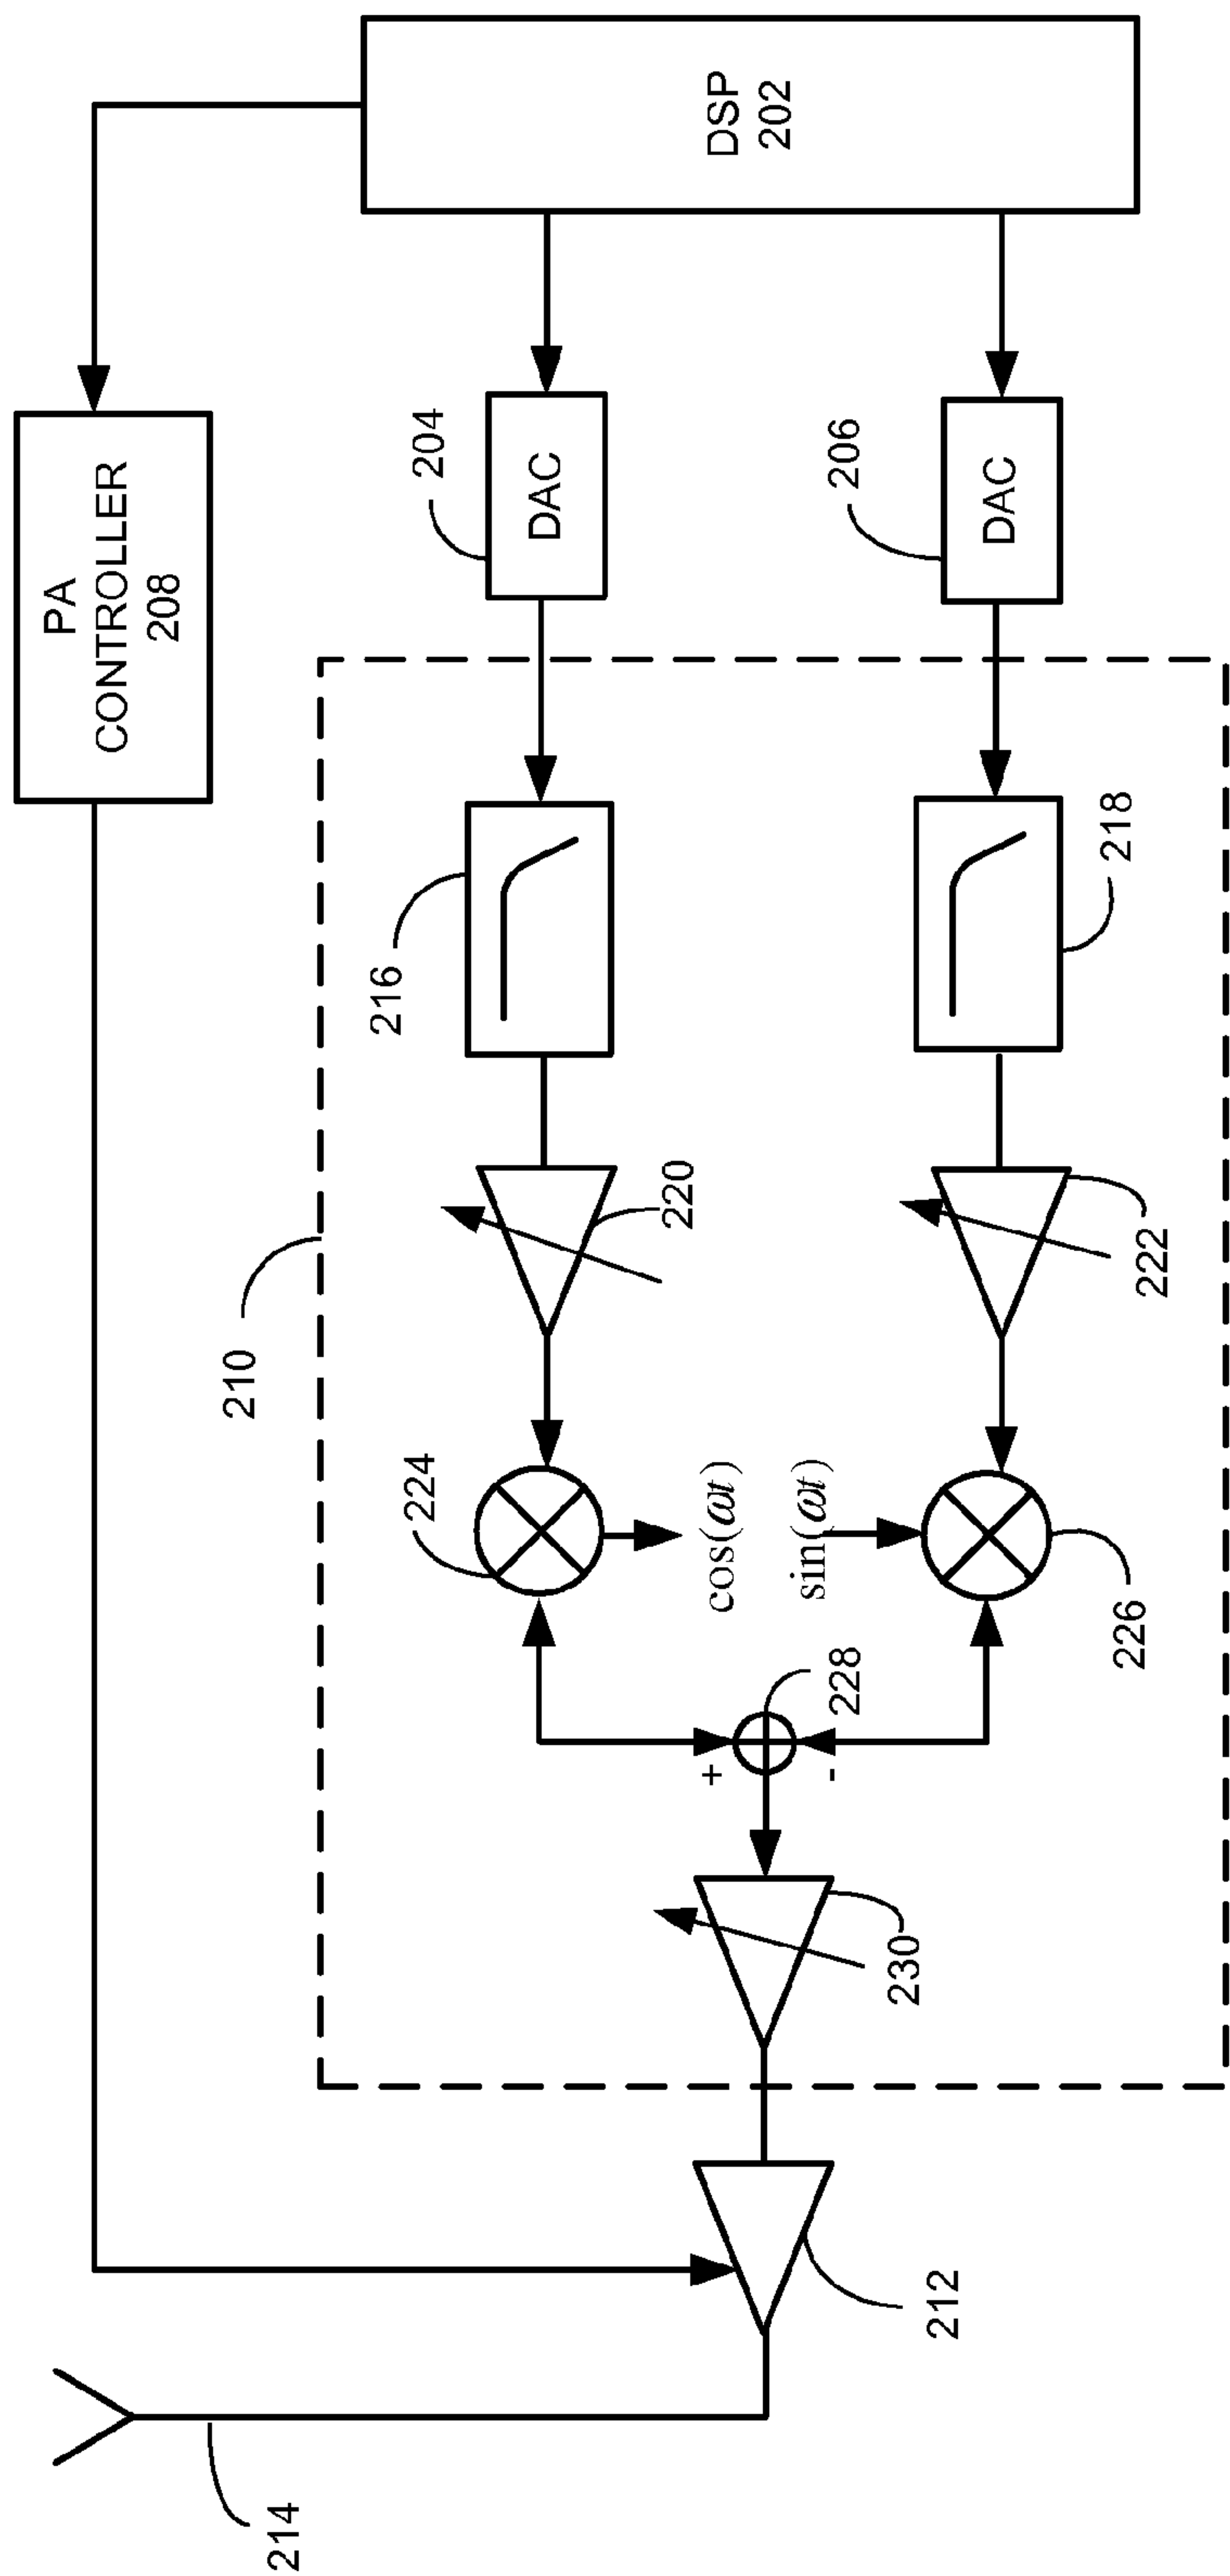 214
PA
CONTROLLER
208
210
216
204
DAC
DSP
202
220
224
cos(ωt)
sin(ωt)
+
-
228
230
212
206
DAC
218
222
226